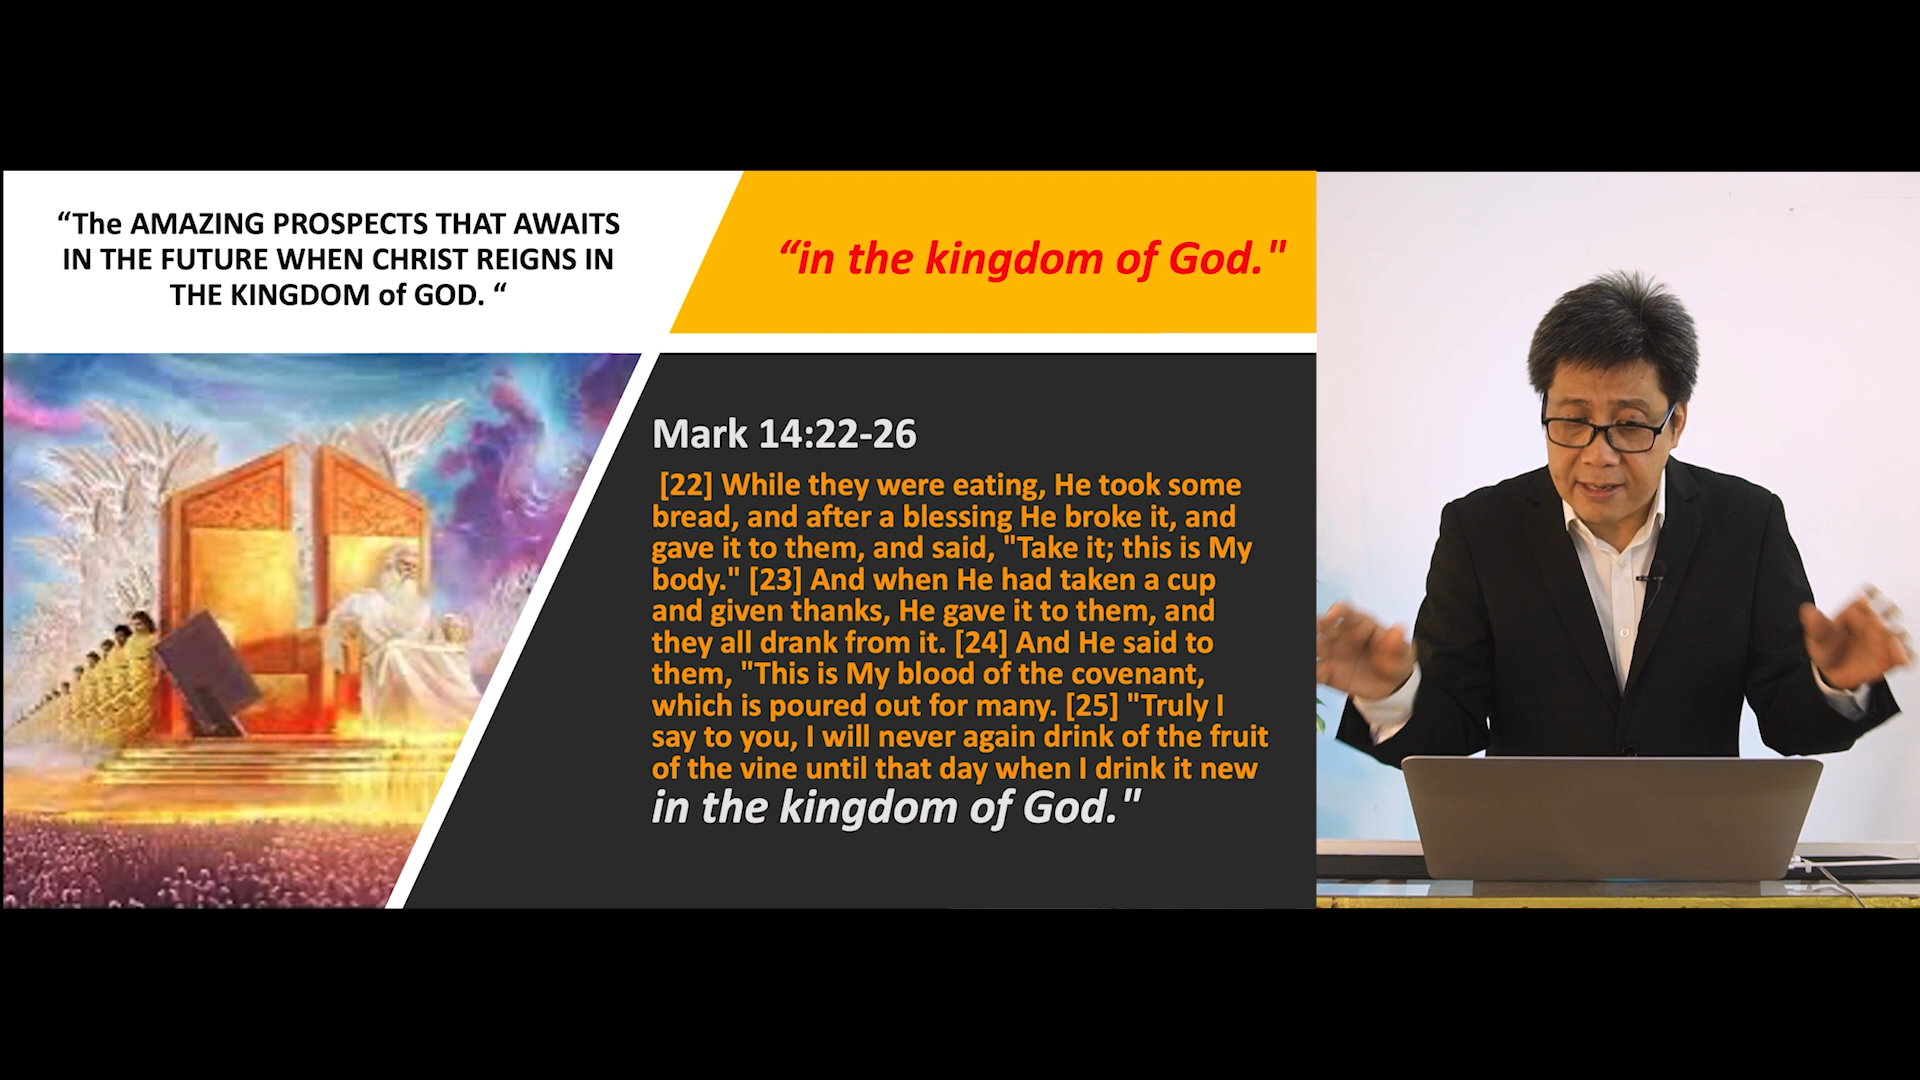 “The AMAZING PROSPECTS THAT AWAITS
IN THE FUTURE WHEN CHRIST REIGNS IN
THE KINGDOM of GOD. “
“in the kingdom of God."
Mark 14:22-26
[22] While they were eating, He took some
bread, and after a blessing He broke it, and
gave it to them, and said, "Take it; this is My
body." [23] And when He had taken a cup
and given thanks, He gave it to them, and
they all drank from it. [24] And He said to
them, "This is My blood of the covenant,
which is poured out for many. [25] "Truly I
say to you, I will never again drink of the fruit
of the vine until that day when I drink it new
in the kingdom of God."